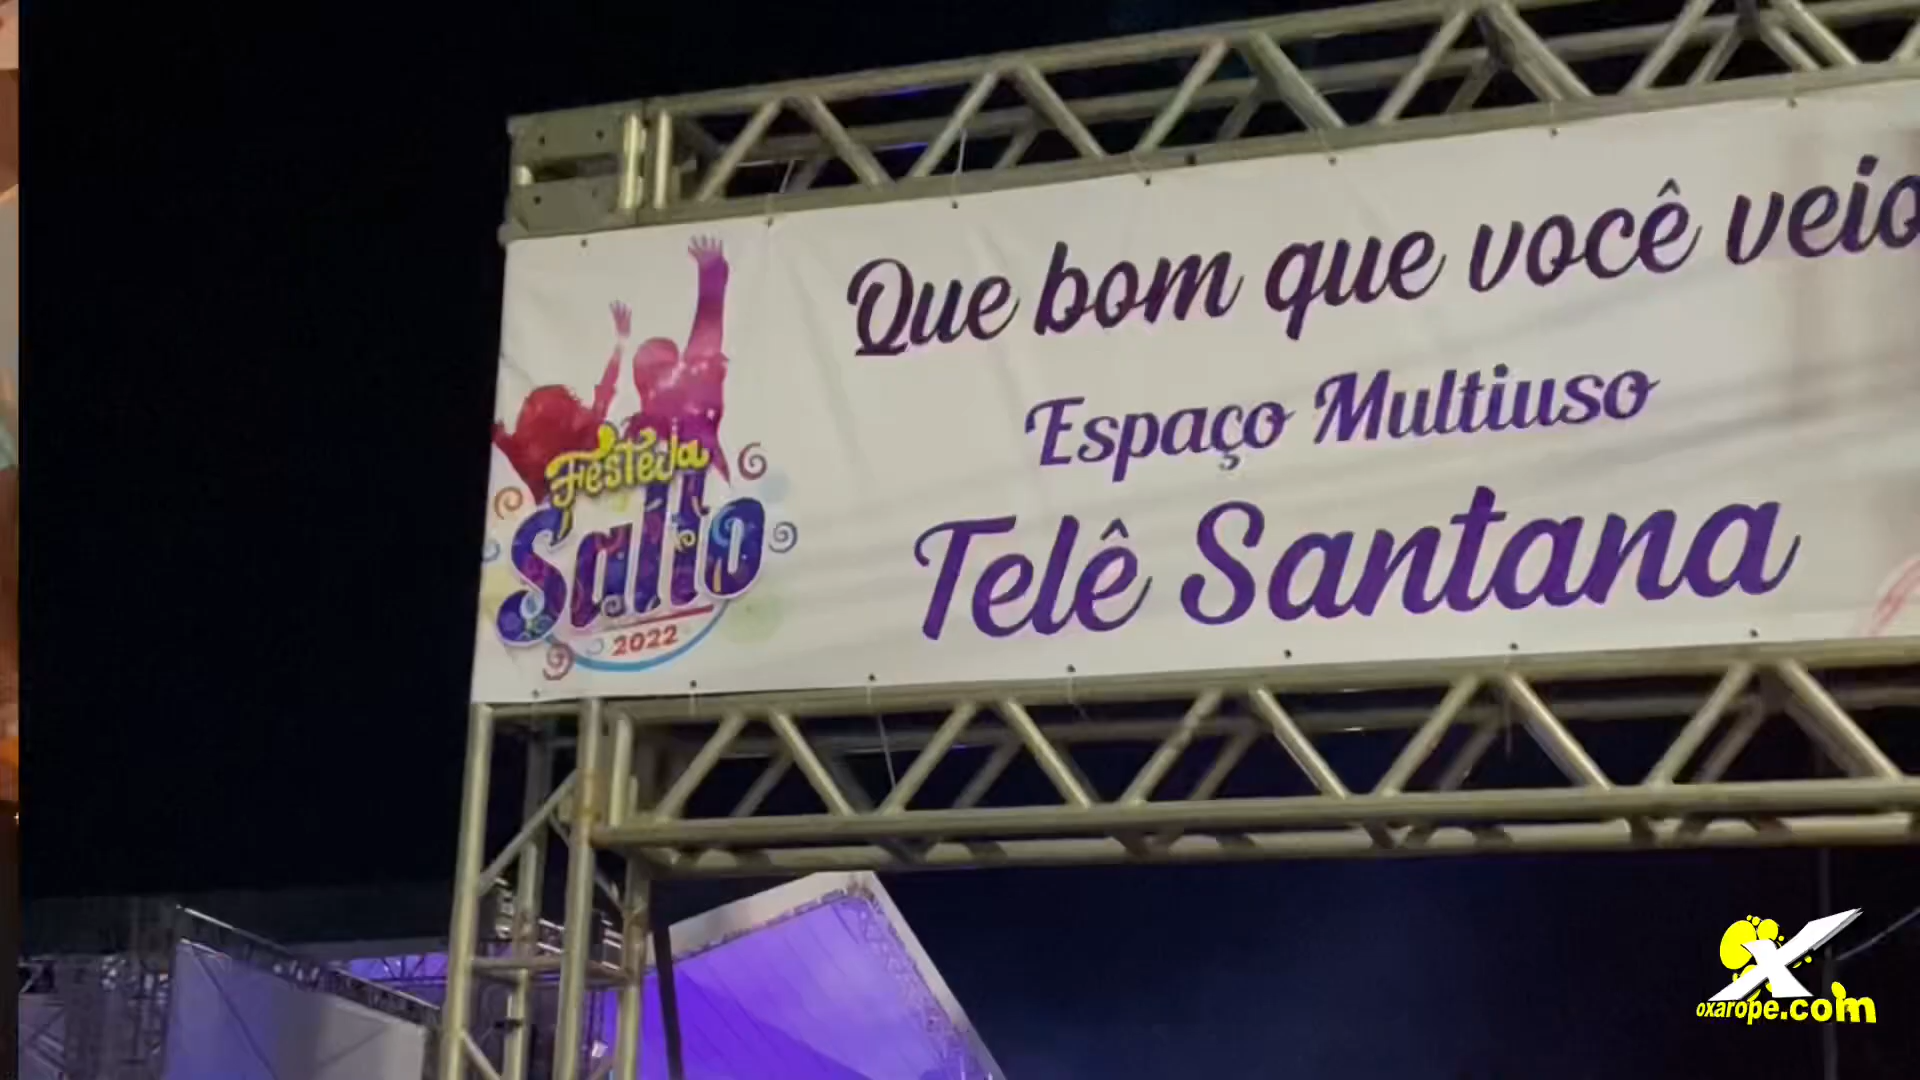 Que bom que você veio
Espaço Multiuso
Telê Santana
Festeja
Salto
2022
X
oxarope.com